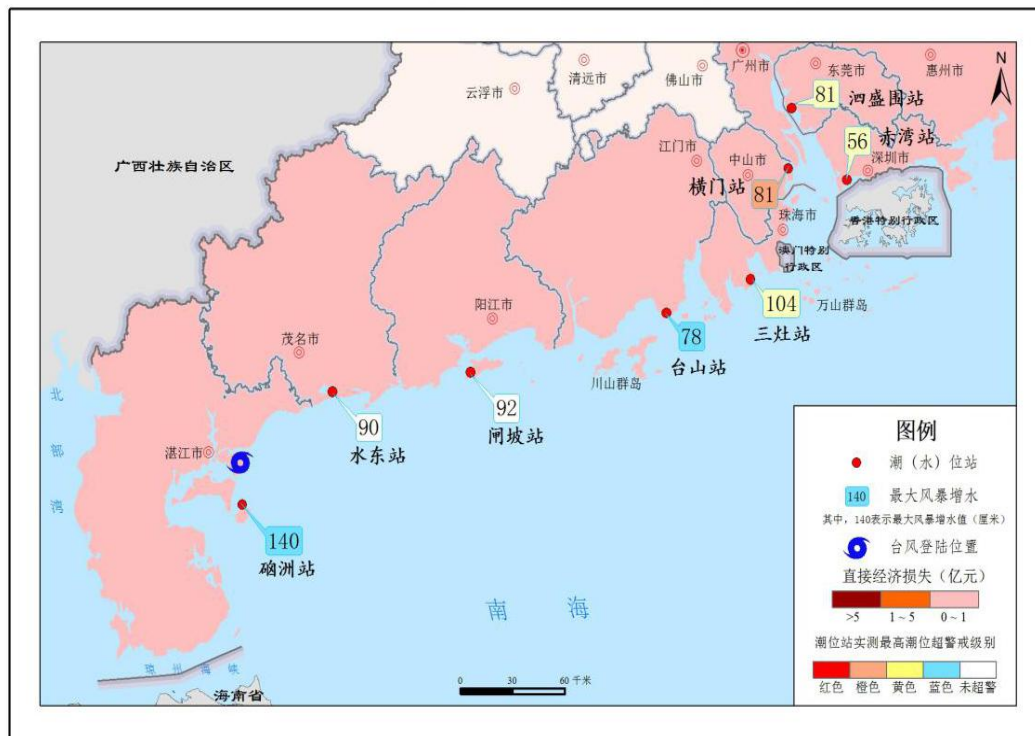 N
广州市
东莞市
惠州市
清远市
佛山市
云浮市
81
泗盛围站
赤湾站
56
深圳市
广西壮族自治区
江门市
中山市
横门站
81
珠海市
香港特别行政区
澳门特别
行政区
万山群岛
104
三灶站
阳江市
78
台山站
茂名市
川山群岛
92
闸坡站
90
水东站
北
部
湾
湛江市
140
硇洲站
南海
琼州海峡
海南省
0 30 60 千米
图例
潮（水）位站
140 最大风暴增水
其中，140表示最大风暴增水值（厘米）
台风登陆位置
直接经济损失（亿元）
>5 1~5 0~1
潮位站实测最高潮位超警戒级别
红色 橙色 黄色 蓝色 未超警